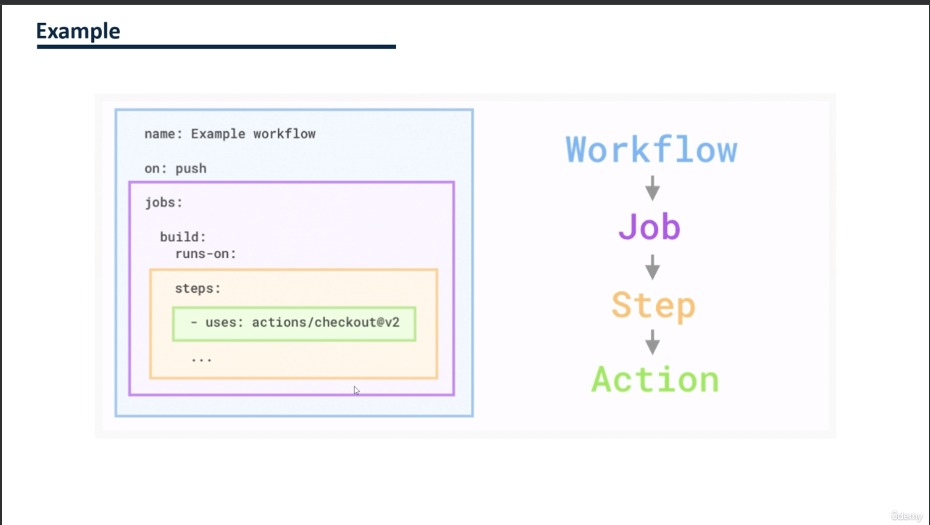 Example
name: Example workflow
on: push
jobs:
build:
runs-on:
steps:
- uses: actions/checkout@v2
...
Workflow
Job
Step
Action
ûdemy